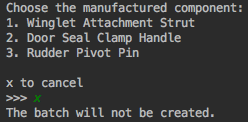 Choose the manufactured component:
1. Winglet Attachment Strut
2. Door Seal Clamp Handle
3. Rudder Pivot Pin

x to cancel
>>> x
The batch will not be created.